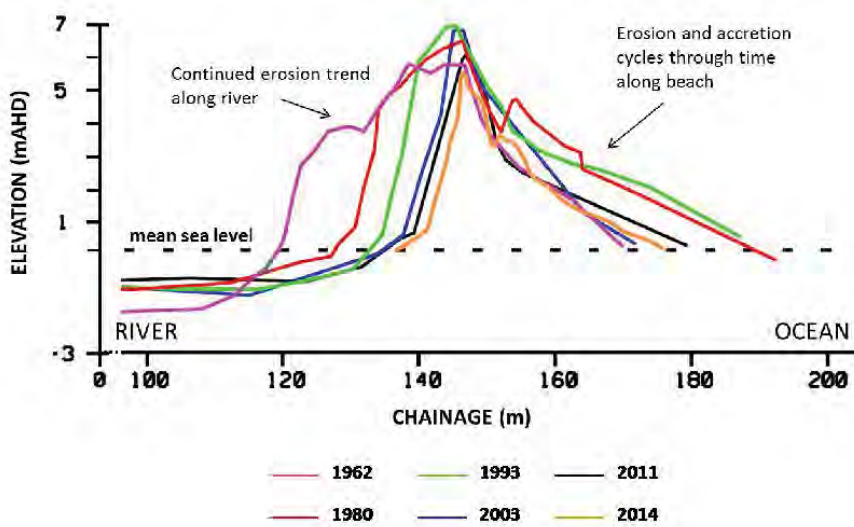 7
5
1
-3
ELEVATION (mAHD)
Continued erosion trend
along river
Erosion and accretion
cycles through time
along beach
mean sea level
RIVER
OCEAN
0 100 120 140 160 180 200
CHAINAGE (m)
1962 1993 2011
1980 2003 2014